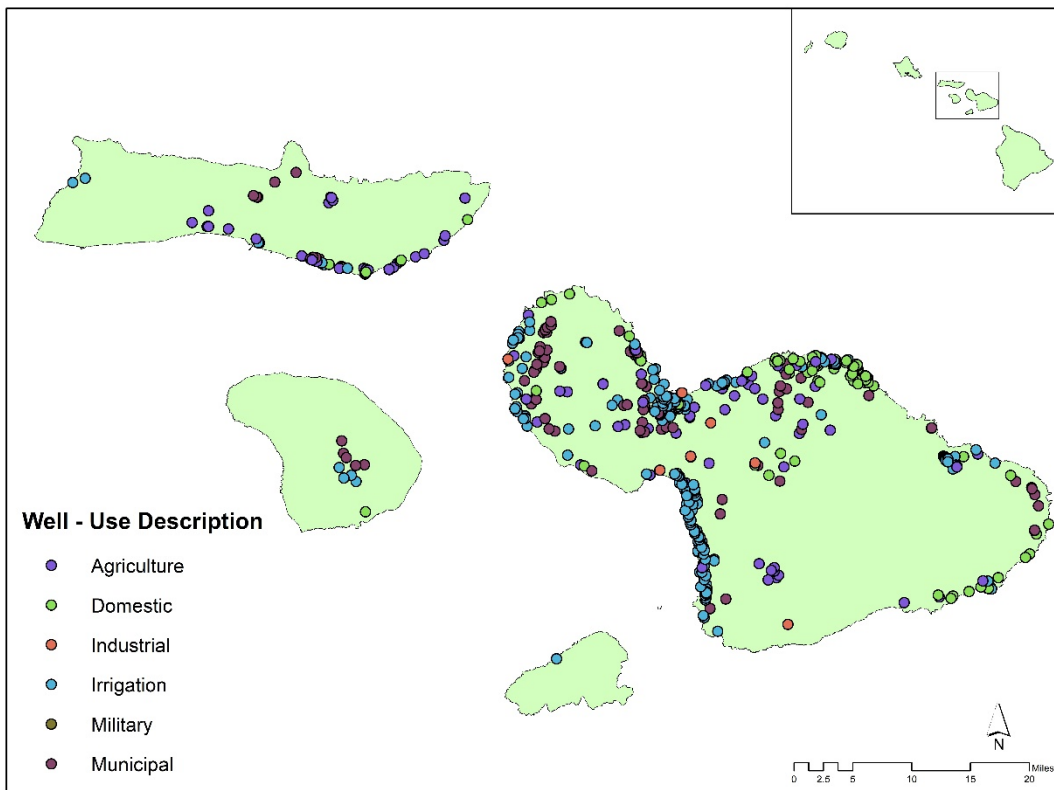 Well - Use Description
Agriculture
Domestic
Industrial
Irrigation
Military
Municipal
N
Miles
0 2.5 5 10 15 20